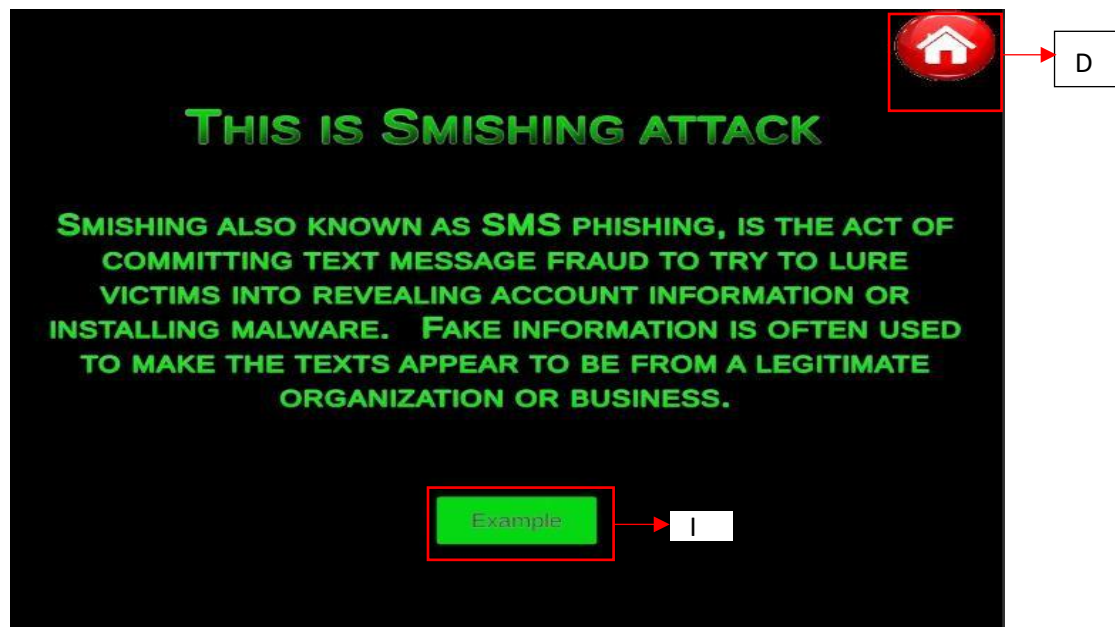 D
THIS IS SMISHING ATTACK
SMISHING ALSO KNOWN AS SMS PHISHING, IS THE ACT OF
COMMITTING TEXT MESSAGE FRAUD TO TRY TO LURE
VICTIMS INTO REVEALING ACCOUNT INFORMATION OR
INSTALLING MALWARE. FAKE INFORMATION IS OFTEN USED
TO MAKE THE TEXTS APPEAR TO BE FROM A LEGITIMATE
ORGANIZATION OR BUSINESS.
Example
I